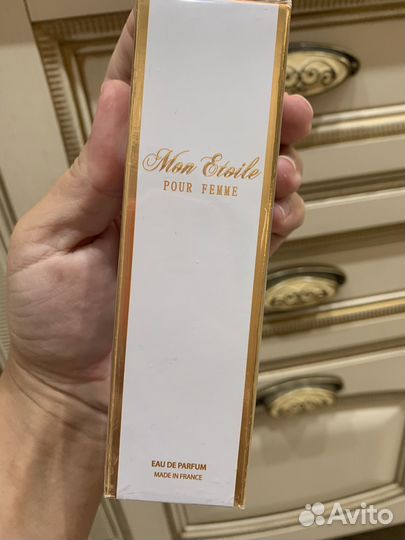 Mon Etoile
POUR FEMME
EAU DE PARFUM
MADE IN FRANCE
Avito